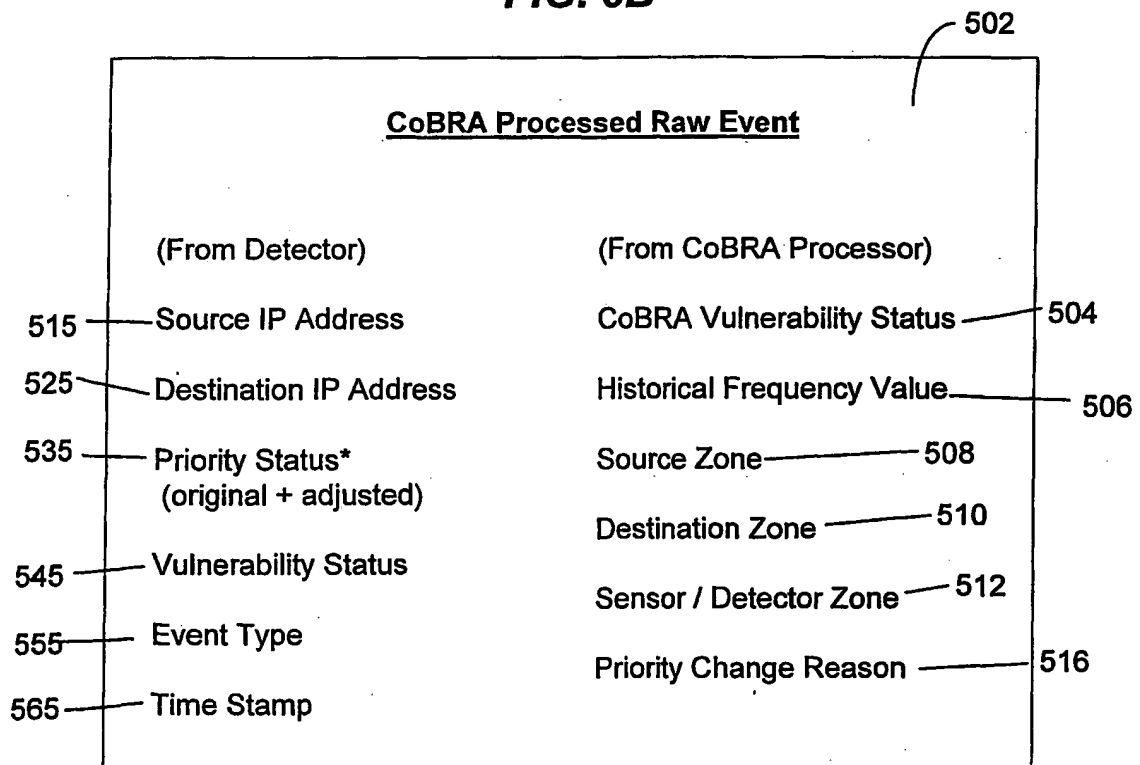 502
CoBRA Processed Raw Event
(From Detector)
(From CoBRA Processor)
515 Source IP Address
CoBRA Vulnerability Status 504
525 Destination IP Address
Historical Frequency Value 506
535 Priority Status*
(original + adjusted)
Source Zone 508
Destination Zone 510
545 Vulnerability Status
Sensor / Detector Zone 512
555 Event Type
Priority Change Reason 516
565 Time Stamp